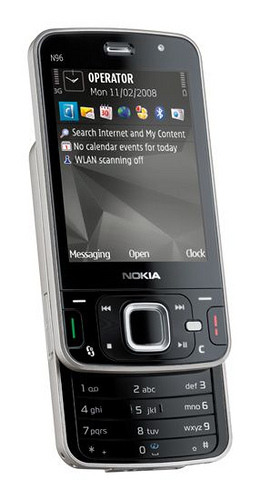 N96
3G OPERATOR
Mon 11/02/2008
Search Internet and My Content
No calendar events for today
WLAN scanning off
Messaging Open Clock
NOKIA
1 2 abc def 3
4 ghi 5 jkl mno 6
7 pqrs 8 tuv wxyz 9
* + 0 #